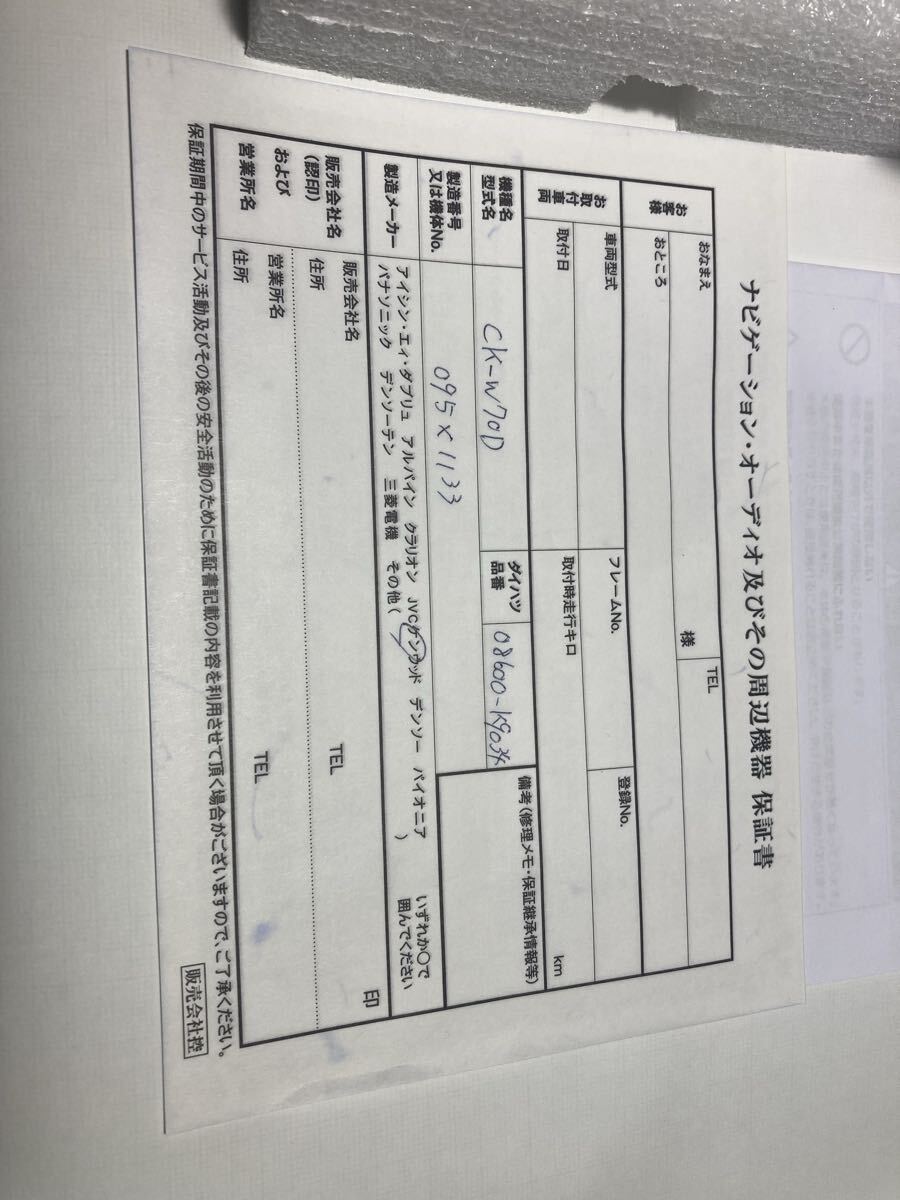 ナビゲーション・オーディオ及びその周辺機器 保証書
お客様
おなまえ
様
TEL
おところ
お取付車両
車両型式
フレームNo.
登録No.
取付日
取付時走行キロ
km
機種名
型式名
CK-W70D
ダイハツ
品番
08600-K9034
備考(修理メモ・保証継承情報等)
製造番号
又は機体No.
095X1133
製造メーカー
アイシン・エィ・ダブリュ アルパイン クラリオン JVCケンウッド デンソー パイオニア
パナソニック デンソーテン 三菱電機 その他( )
いずれか○で
囲んでください
販売会社名
(認印)
および
営業所名
販売会社名
住所
TEL
印
営業所名
住所
TEL
保証期間中のサービス活動及びその後の安全活動のために保証書記載の内容を利用させて頂く場合がございますので、ご了承ください。
販売会社控